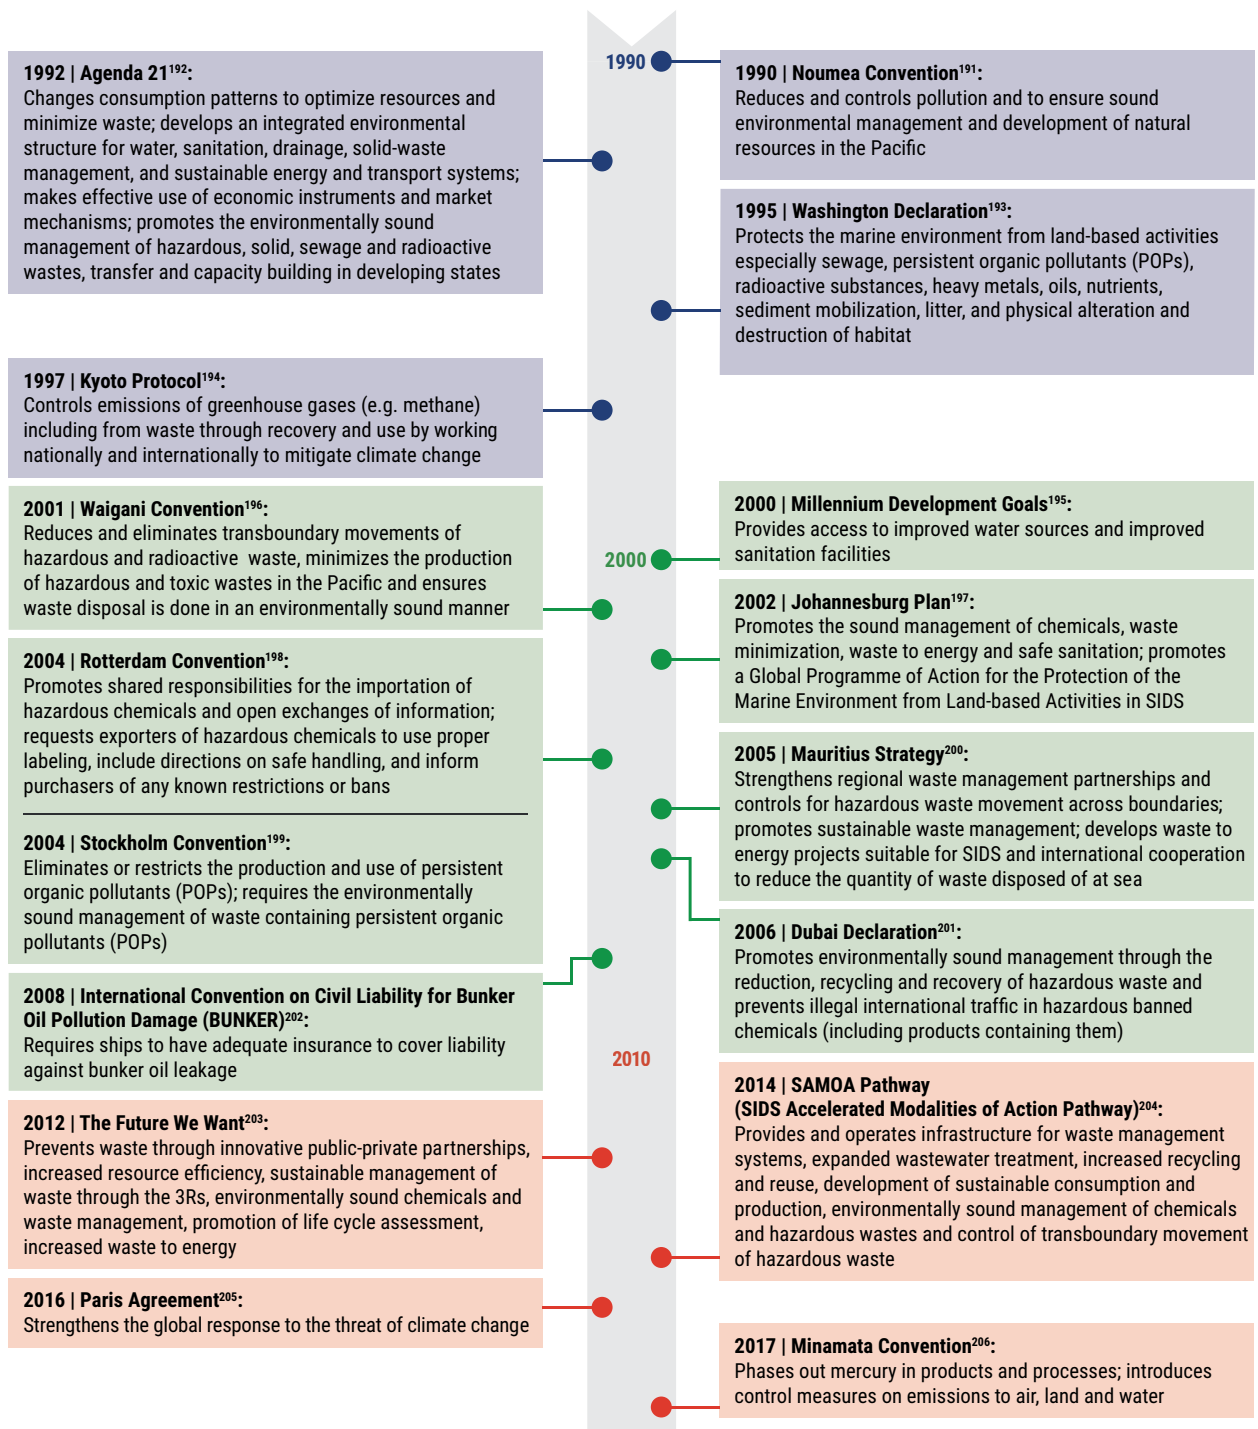 1990
1992 | Agenda 21192:
Changes consumption patterns to optimize resources and
minimize waste; develops an integrated environmental
structure for water, sanitation, drainage, solid-waste
management, and sustainable energy and transport systems;
makes effective use of economic instruments and market
mechanisms; promotes the environmentally sound
management of hazardous, solid, sewage and radioactive
wastes, transfer and capacity building in developing states
1990 | Noumea Convention191:
Reduces and controls pollution and to ensure sound
environmental management and development of natural
resources in the Pacific
1995 | Washington Declaration193:
Protects the marine environment from land-based activities
especially sewage, persistent organic pollutants (POPs),
radioactive substances, heavy metals, oils, nutrients,
sediment mobilization, litter, and physical alteration and
destruction of habitat
1997 | Kyoto Protocol194:
Controls emissions of greenhouse gases (e.g. methane)
including from waste through recovery and use by working
nationally and internationally to mitigate climate change
2000
2001 | Waigani Convention196:
Reduces and eliminates transboundary movements of
hazardous and radioactive waste, minimizes the production
of hazardous and toxic wastes in the Pacific and ensures
waste disposal is done in an environmentally sound manner
2000 | Millennium Development Goals195:
Provides access to improved water sources and improved
sanitation facilities
2002 | Johannesburg Plan197:
Promotes the sound management of chemicals, waste
minimization, waste to energy and safe sanitation; promotes
a Global Programme of Action for the Protection of the
Marine Environment from Land-based Activities in SIDS
2004 | Rotterdam Convention198:
Promotes shared responsibilities for the importation of
hazardous chemicals and open exchanges of information;
requests exporters of hazardous chemicals to use proper
labeling, include directions on safe handling, and inform
purchasers of any known restrictions or bans
2004 | Stockholm Convention199:
Eliminates or restricts the production and use of persistent
organic pollutants (POPs); requires the environmentally
sound management of waste containing persistent organic
pollutants (POPs)
2005 | Mauritius Strategy200:
Strengthens regional waste management partnerships and
controls for hazardous waste movement across boundaries;
promotes sustainable waste management; develops waste to
energy projects suitable for SIDS and international cooperation
to reduce the quantity of waste disposed of at sea
2006 | Dubai Declaration201:
Promotes environmentally sound management through the
reduction, recycling and recovery of hazardous waste and
prevents illegal international traffic in hazardous banned
chemicals (including products containing them)
2008 | International Convention on Civil Liability for Bunker
Oil Pollution Damage (BUNKER)202:
Requires ships to have adequate insurance to cover liability
against bunker oil leakage
2010
2012 | The Future We Want203:
Prevents waste through innovative public-private partnerships,
increased resource efficiency, sustainable management of
waste through the 3Rs, environmentally sound chemicals and
waste management, promotion of life cycle assessment,
increased waste to energy
2014 | SAMOA Pathway
(SIDS Accelerated Modalities of Action Pathway)204:
Provides and operates infrastructure for waste management
systems, expanded wastewater treatment, increased recycling
and reuse, development of sustainable consumption and
production, environmentally sound management of chemicals
and hazardous wastes and control of transboundary movement
of hazardous waste
2016 | Paris Agreement205:
Strengthens the global response to the threat of climate change
2017 | Minamata Convention206:
Phases out mercury in products and processes; introduces
control measures on emissions to air, land and water